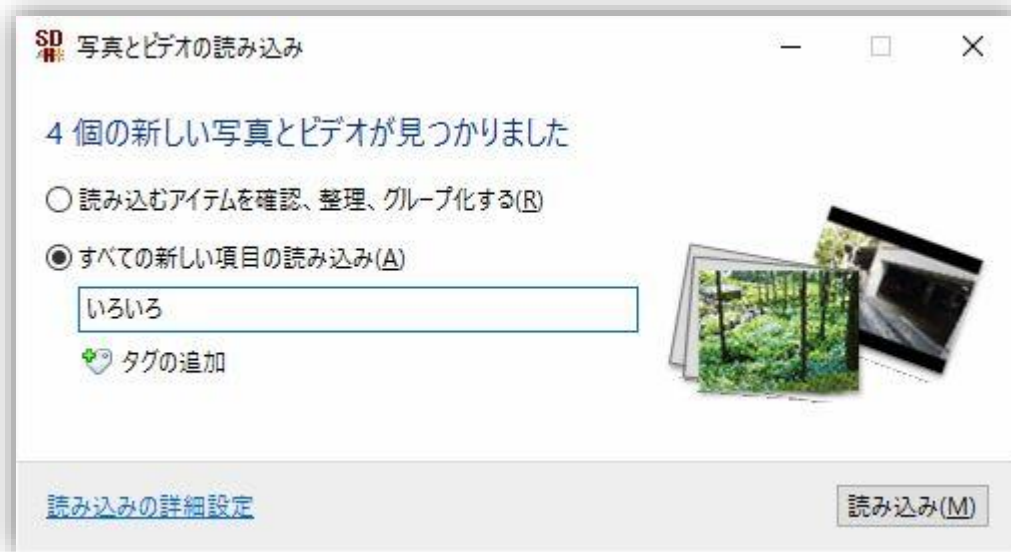 SD
写真とビデオの読み込み
4 個の新しい写真とビデオが見つかりました
読み込むアイテムを確認、整理、グループ化する(R)
すべての新しい項目の読み込み(A)
いろいろ
タグの追加
読み込みの詳細設定
読み込み(M)